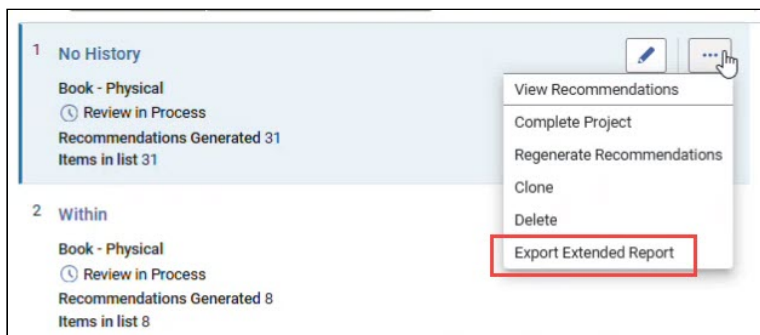 1 No History
Book - Physical
Review in Process
Recommendations Generated 31
Items in list 31
View Recommendations
Complete Project
Regenerate Recommendations
Clone
Delete
Export Extended Report
2 Within
Book - Physical
Review in Process
Recommendations Generated 8
Items in list 8